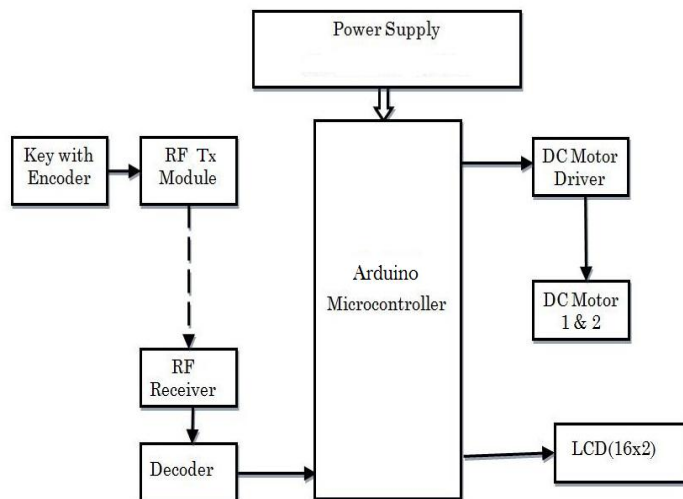 Power Supply
Key with
Encoder
RF Tx
Module
DC Motor
Driver
Arduino
Microcontroller
DC Motor
1 & 2
RF
Receiver
Decoder
LCD(16x2)